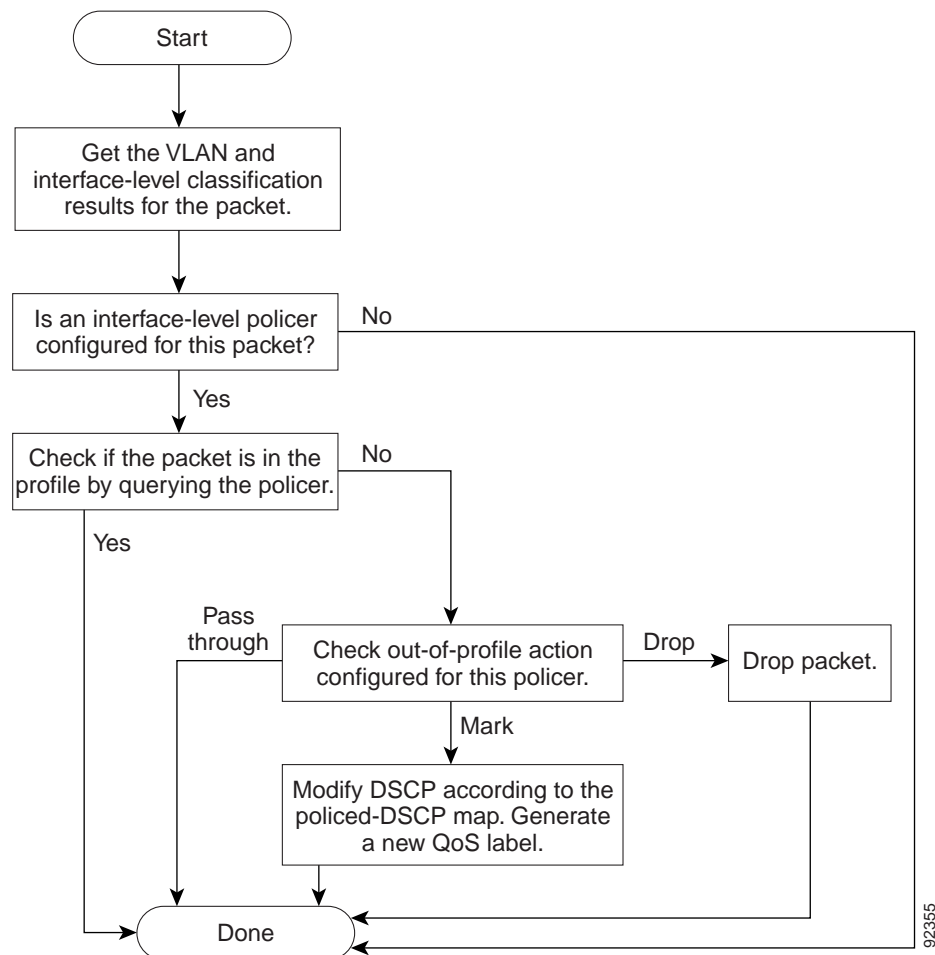 Start
Get the VLAN and
interface-level classification
results for the packet.
Is an interface-level policer
configured for this packet?
No
Yes
Check if the packet is in the
profile by querying the policer.
No
Yes
Pass
through
Check out-of-profile action
configured for this policer.
Drop
Drop packet.
Mark
Modify DSCP according to the
policed-DSCP map. Generate
a new QoS label.
Done
92355